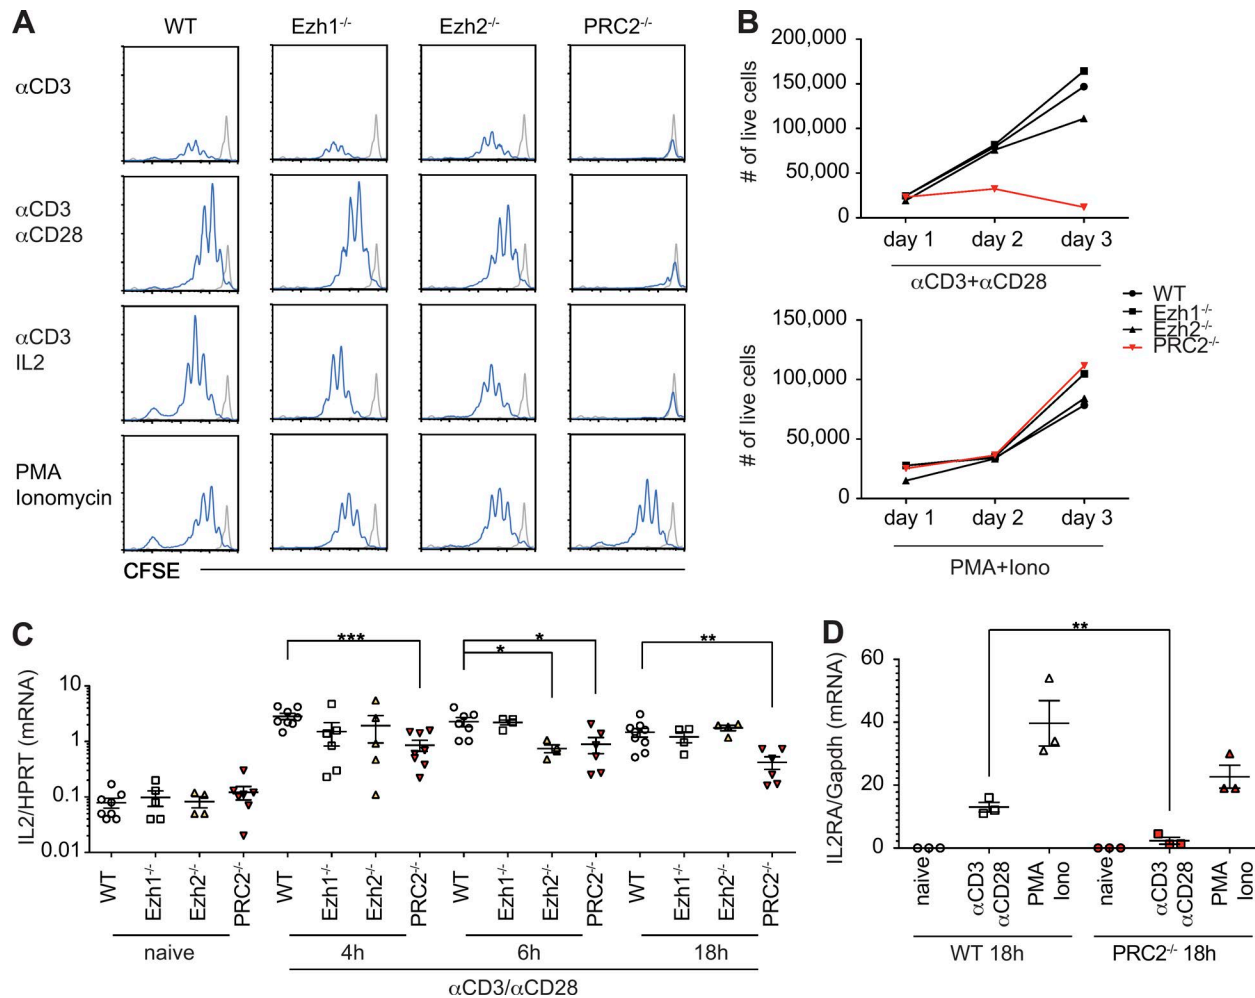 A
WT Ezh1-/- Ezh2-/- PRC2-/-
αCD3
αCD3
αCD28
αCD3
IL2
PMA
Ionomycin
CFSE
B
# of live cells
200,000
150,000
100,000
50,000
0
day 1 day 2 day 3
αCD3+αCD28
WT
Ezh1-/-
Ezh2-/-
PRC2-/-
# of live cells
150,000
100,000
50,000
0
day 1 day 2 day 3
PMA+Iono
C
IL2/HPRT (mRNA)
10
1
0.1
0.01
*** * * **
WT Ezh1-/- Ezh2-/- PRC2-/- WT Ezh1-/- Ezh2-/- PRC2-/- WT Ezh1-/- Ezh2-/- PRC2-/- WT Ezh1-/- Ezh2-/- PRC2-/-
naive 4h 6h 18h
αCD3/αCD28
D
IL2RA/Gapdh (mRNA)
60
40
20
0
**
naive αCD3 αCD28 PMA Iono naive αCD3 αCD28 PMA Iono
WT 18h PRC2-/- 18h